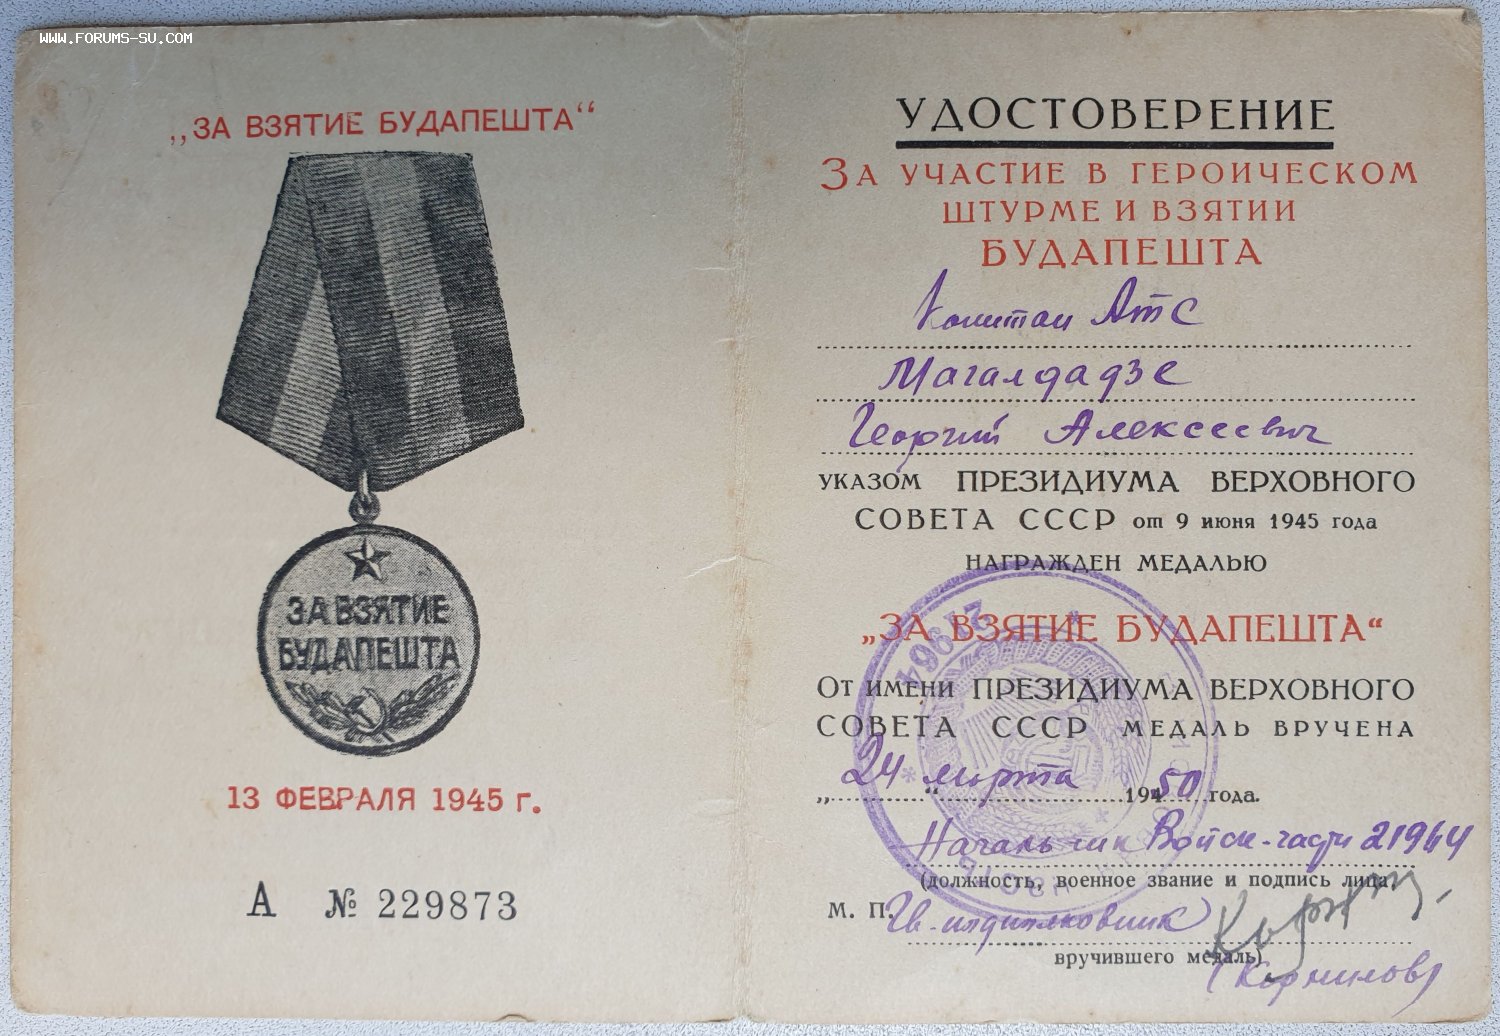 WWW.FORUMS-SU.COM
„ЗА ВЗЯТИЕ БУДАПЕШТА“
ЗА ВЗЯТИЕ
БУДАПЕШТА
13 ФЕВРАЛЯ 1945 г.
А № 229873
УДОСТОВЕРЕНИЕ
ЗА УЧАСТИЕ В ГЕРОИЧЕСКОМ
ШТУРМЕ И ВЗЯТИИ
БУДАПЕШТА
Капитан Атс
Магалдадзе
Георгий Алексеевич
УКАЗОМ ПРЕЗИДИУМА ВЕРХОВНОГО
СОВЕТА СССР от 9 июня 1945 года
НАГРАЖДЕН МЕДАЛЬЮ
„ЗА ВЗЯТИЕ БУДАПЕШТА“
ОТ ИМЕНИ ПРЕЗИДИУМА ВЕРХОВНОГО
СОВЕТА СССР МЕДАЛЬ ВРУЧЕНА
„24“ марта 1950 года.
Начальник Войск-части 21964
(должность, военное звание и подпись лица,
М. П. Гв. подполковник
вручившего медаль)
(Корнилов)
21964